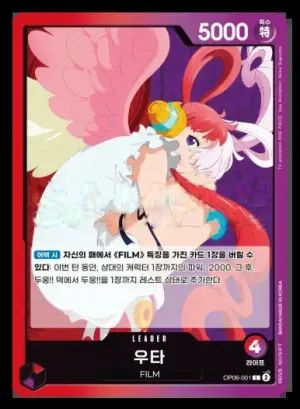 5000
특수
特
어택 시 자신의 패에서 《FILM》 특징을 가진 카드 1장을 버릴 수
있다: 이번 턴 동안, 상대의 캐릭터 1장까지의 파워 -2000. 그 후,
두웅!! 덱에서 두웅!!을 1장까지 레스트 상태로 추가한다.
LEADER
우타
FILM
4
라이프
OP06-001 L 2